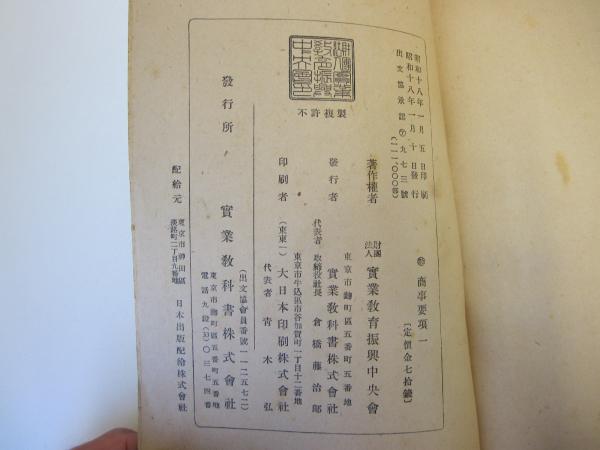 昭和十八年一月五日印刷
昭和十八年一月十日發行
出文協承認㋐九七三號
(一一、〇〇〇部)
商事要項一
〔定價金七拾錢〕
不許複製
著作權者
財團法人 實業敎育振興中央會
東京市麴町區五番町五番地
發行者
實業敎科書株式會社
代表者 取締役社長 倉橋藤治郎
東京市牛込區市谷加賀町一丁目十二番地
印刷者
(東東一) 大日本印刷株式會社
代表者 青木弘
發行所
實業敎科書株式會社
(出文協會員番號一一二五七二)
東京市麴町區五番町五番地
電話九段(33)〇三七四番
配給元
東京市神田區
淡路町二丁目九番地
日本出版配給株式會社